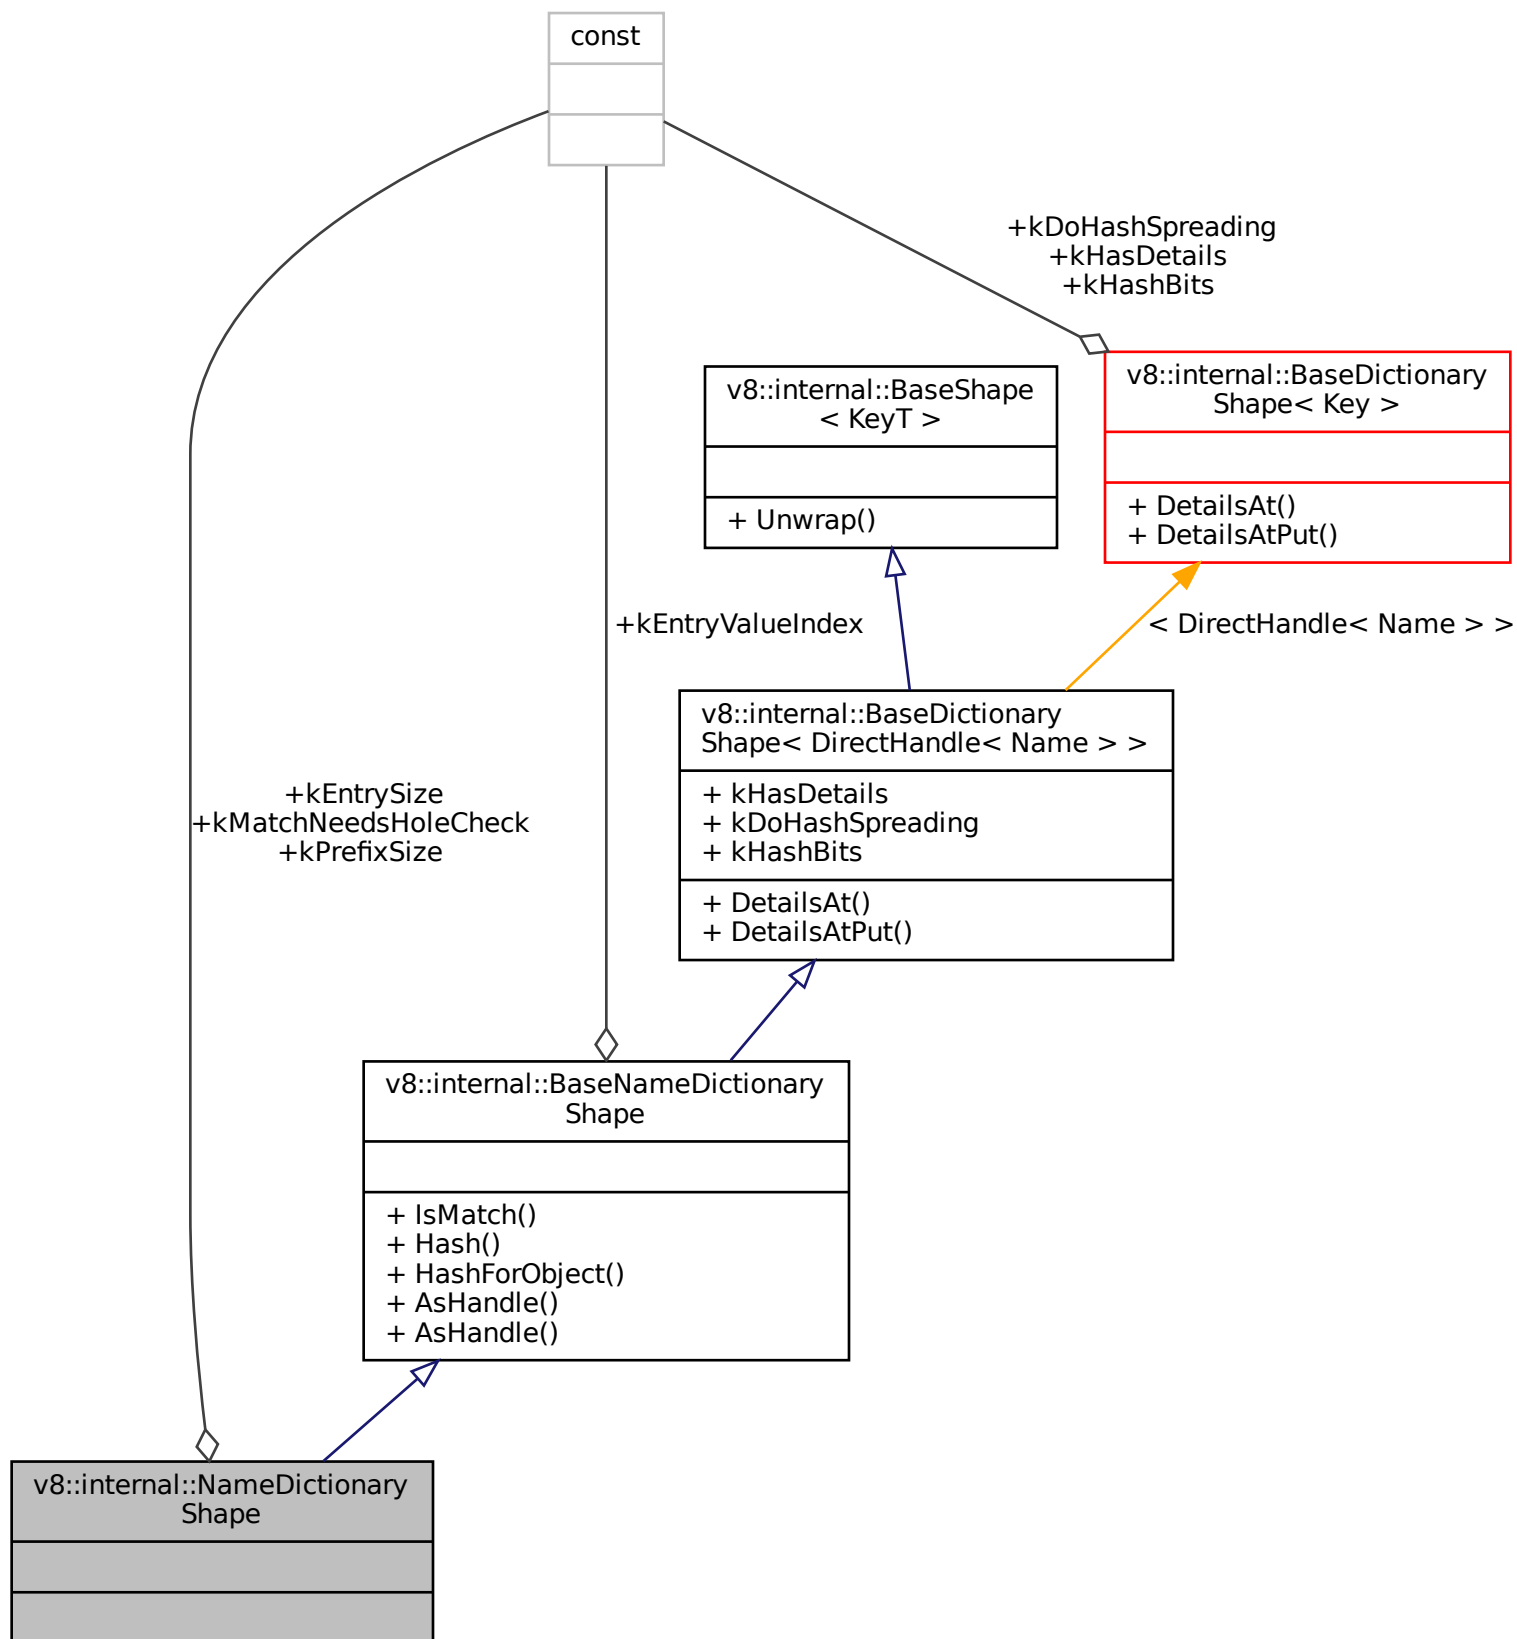 const
+kDoHashSpreading
+kHasDetails
+kHashBits
v8::internal::BaseShape
< KeyT >
+ Unwrap()
v8::internal::BaseDictionary
Shape< Key >
+ DetailsAt()
+ DetailsAtPut()
+kEntryValueIndex
< DirectHandle< Name > >
v8::internal::BaseDictionary
Shape< DirectHandle< Name > >
+ kHasDetails
+ kDoHashSpreading
+ kHashBits
+ DetailsAt()
+ DetailsAtPut()
+kEntrySize
+kMatchNeedsHoleCheck
+kPrefixSize
v8::internal::BaseNameDictionary
Shape
+ IsMatch()
+ Hash()
+ HashForObject()
+ AsHandle()
+ AsHandle()
v8::internal::NameDictionary
Shape